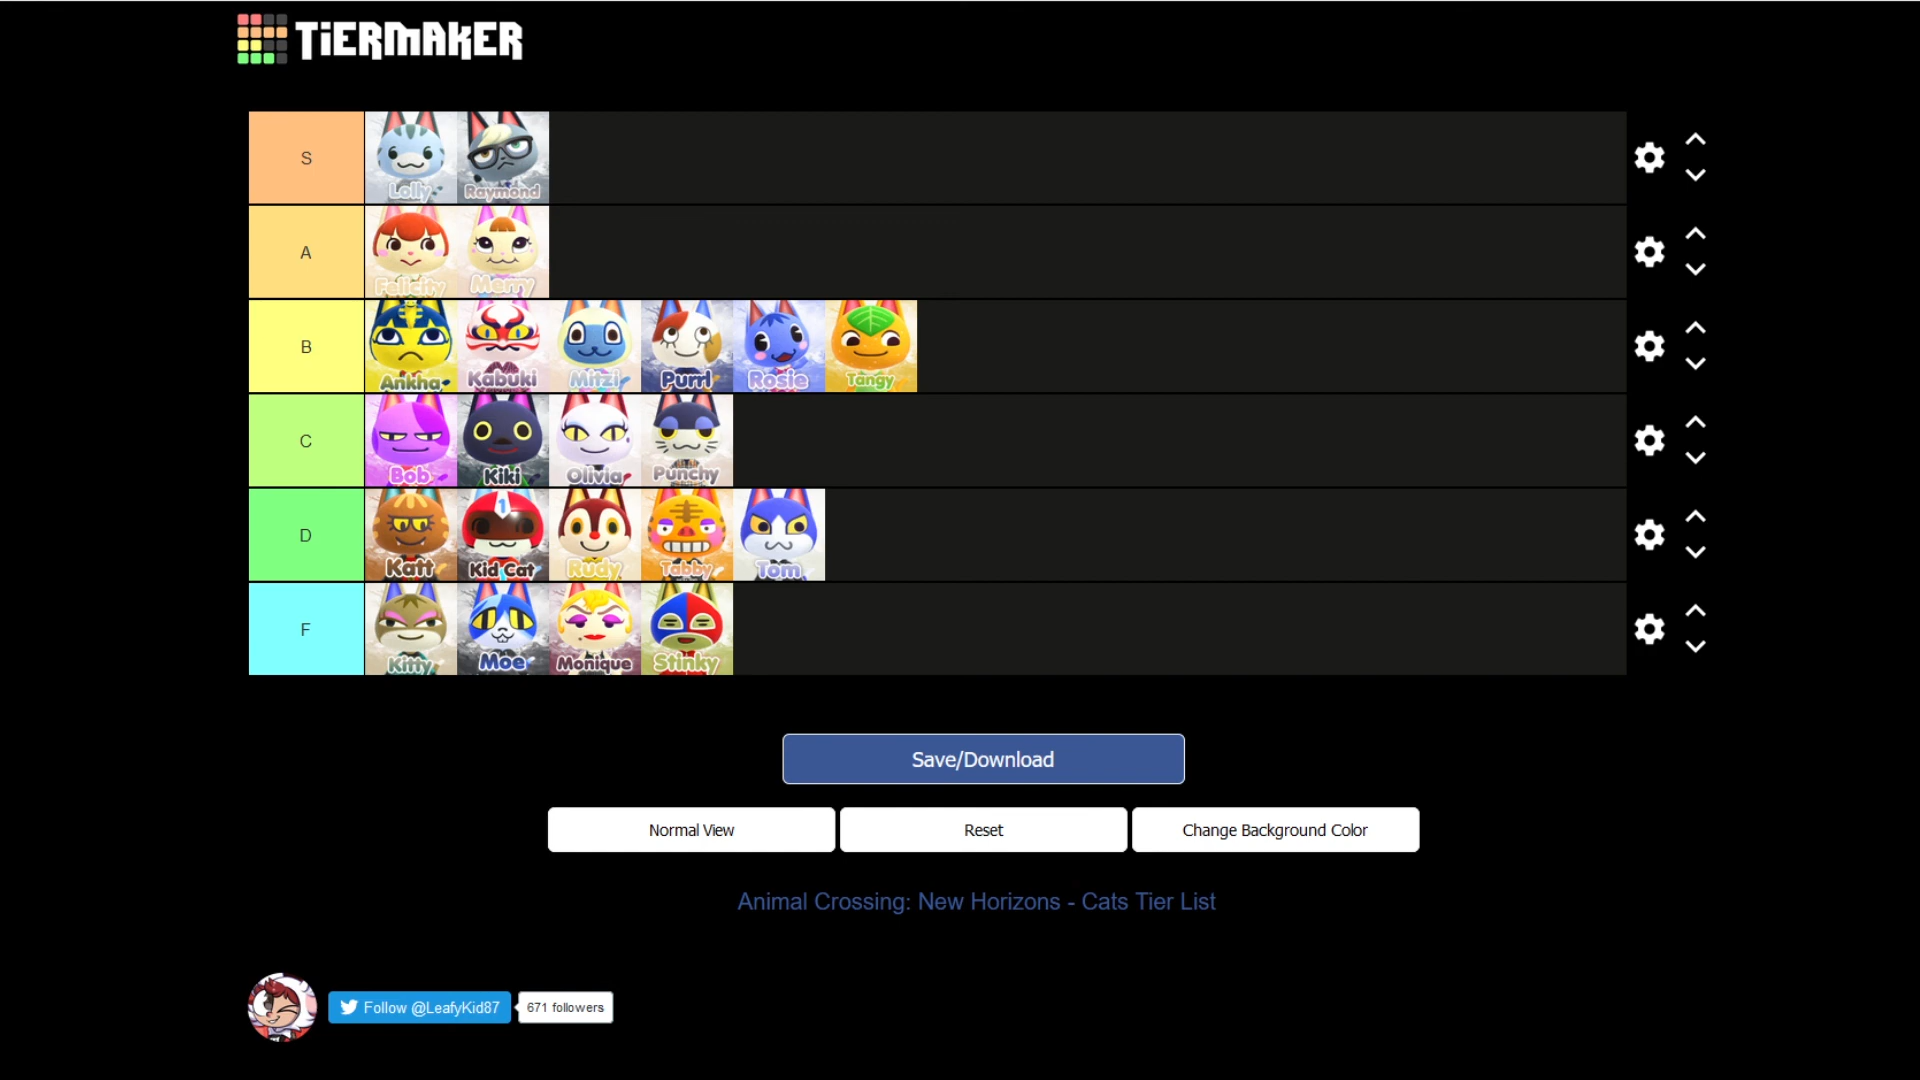 TiERMAKER
S
Lolly
Raymond
A
Felicity
Merry
B
Ankha
Kabuki
Mitzi
Purrl
Rosie
Tangy
C
Bob
Kiki
Olivia
Punchy
D
Katt
1
Kid Cat
Rudy
Tabby
Tom
F
Kitty
Moe
Monique
Stinky
Save/Download
Normal View
Reset
Change Background Color
Animal Crossing: New Horizons - Cats Tier List
Follow @LeafyKid87
671 followers